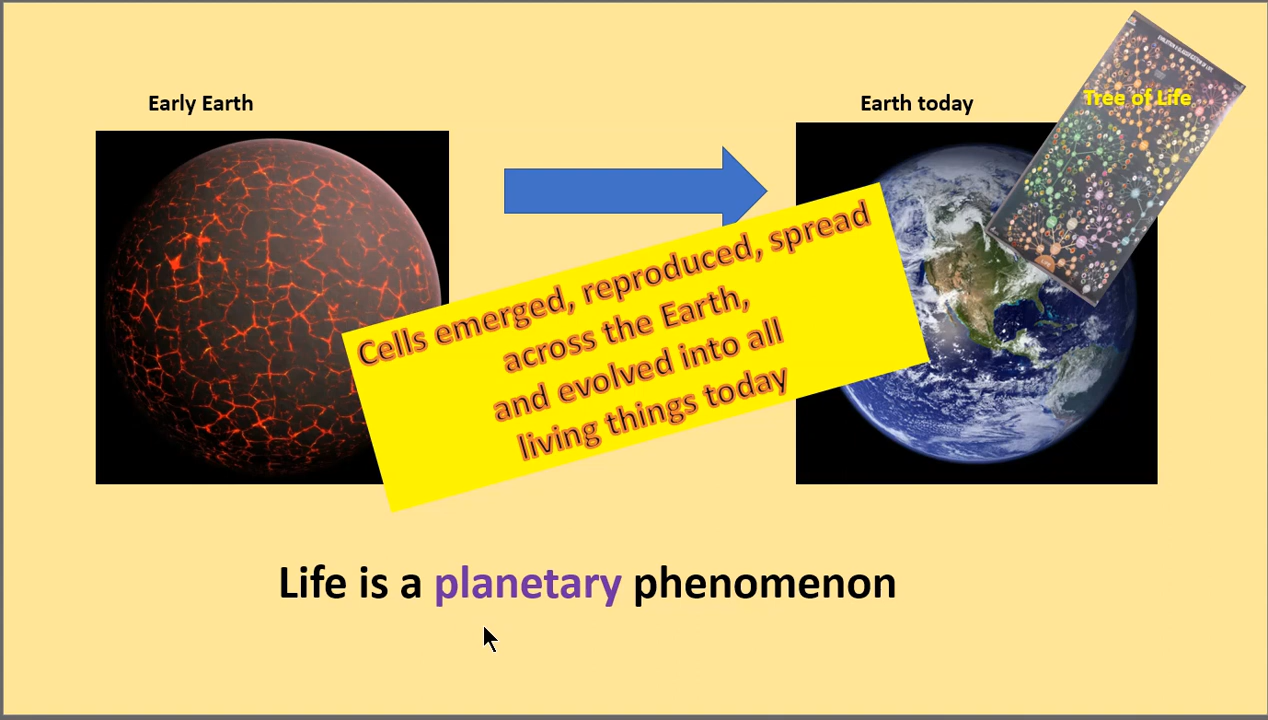 Early Earth
Earth today
Tree of Life
Cells emerged, reproduced, spread
across the Earth,
and evolved into all
living things today
Life is a planetary phenomenon